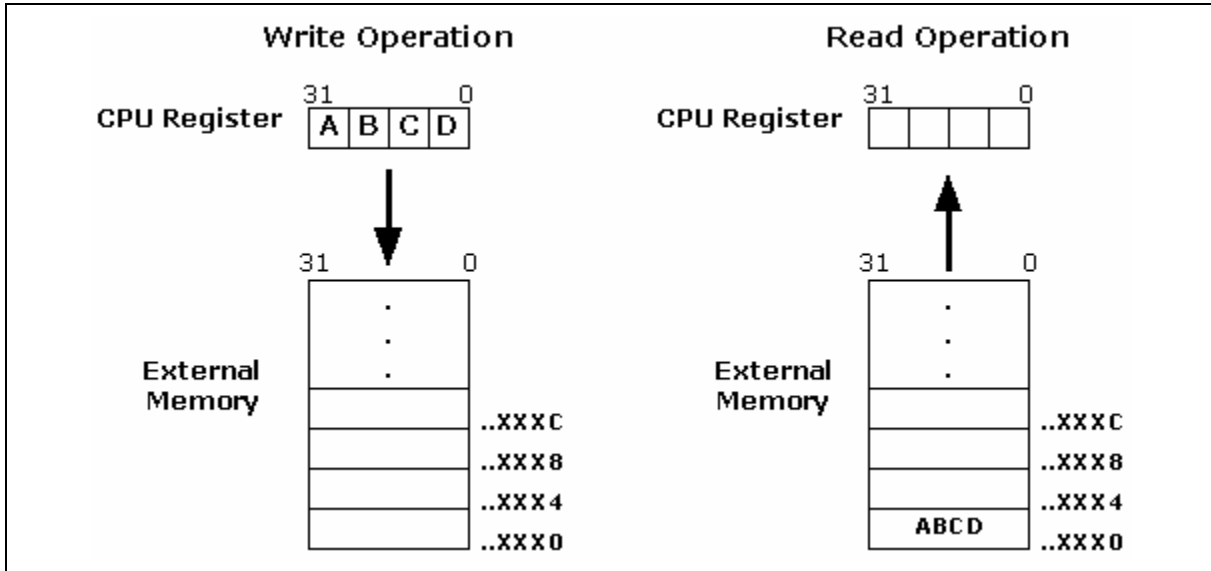 Write Operation
31 0
CPU Register A B C D
31 0
.
.
.
External
Memory
..XXXC
..XXX8
..XXX4
..XXX0
Read Operation
31 0
CPU Register
31 0
.
.
.
External
Memory
..XXXC
..XXX8
..XXX4
ABCD
..XXX0